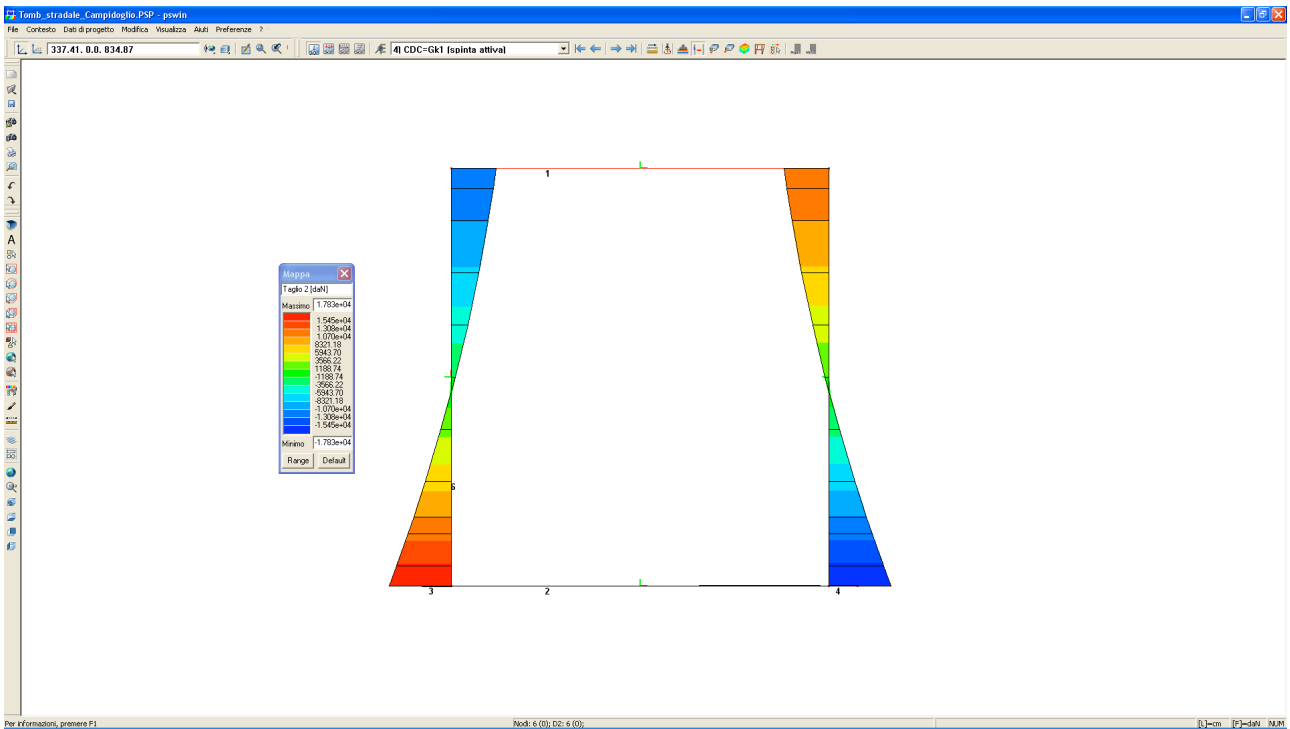 Tomb_stradale_Campidoglio.PSP - pswin
File Contesto Dati di progetto Modifica Visualizza Aiuti Preferenze ?
337.41. 0.0. 834.87
4) CDC=Gk1 (spinta attiva)
A
1
Mappa
Taglio 2 [daN]
Massimo 1.783e+04
1.545e+04
1.308e+04
1.070e+04
8321.18
5943.70
3566.22
1188.74
-1188.74
-3566.22
-5943.70
-8321.18
-1.070e+04
-1.308e+04
-1.545e+04
Minimo -1.783e+04
Range Default
6
3 2 4
Per informazioni, premere F1 Nodi: 6 (0); D2: 6 (0); [L]=cm [F]=daN NUM